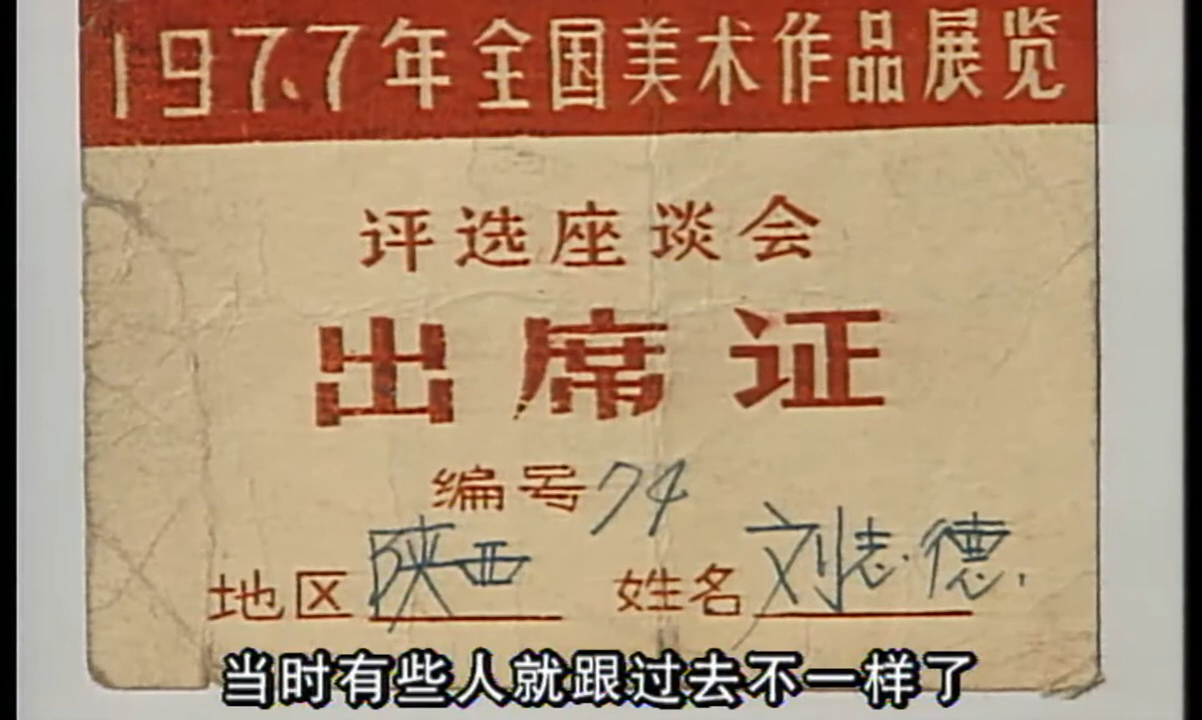 1977年全国美术作品展览
评选座谈会
出席证
编号 74
地区 陕西 姓名 刘志德
当时有些人就跟过去不一样了